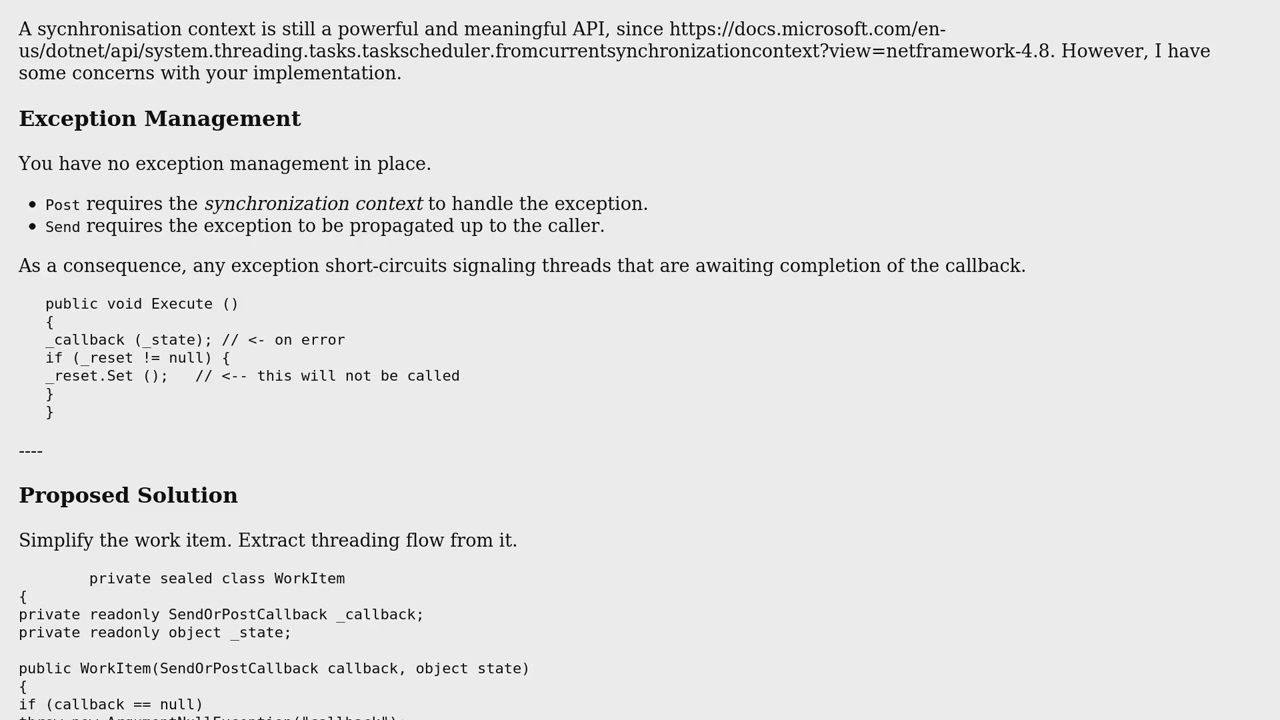 A sycnhronisation context is still a powerful and meaningful API, since https://docs.microsoft.com/en-
us/dotnet/api/system.threading.tasks.taskscheduler.fromcurrentsynchronizationcontext?view=netframework-4.8. However, I have
some concerns with your implementation.
Exception Management
You have no exception management in place.
• Post requires the synchronization context to handle the exception.
• Send requires the exception to be propagated up to the caller.
As a consequence, any exception short-circuits signaling threads that are awaiting completion of the callback.
public void Execute ()
{
_callback (_state); // <- on error
if (_reset != null) {
_reset.Set ();   // <-- this will not be called
}
}
----
Proposed Solution
Simplify the work item. Extract threading flow from it.
private sealed class WorkItem
{
private readonly SendOrPostCallback _callback;
private readonly object _state;
public WorkItem(SendOrPostCallback callback, object state)
{
if (callback == null)
throw new ArgumentNullException("callback");